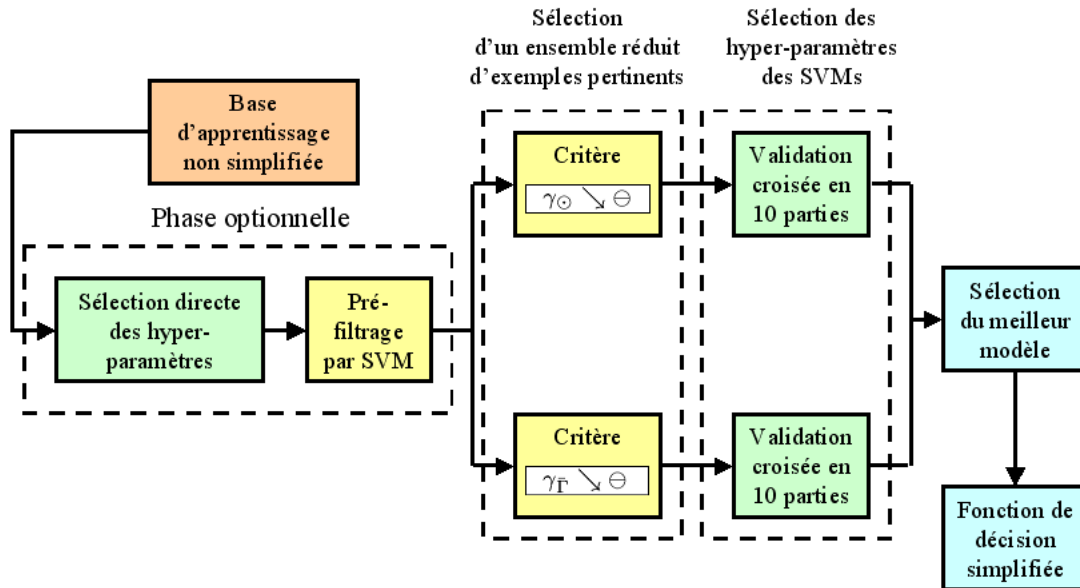 Sélection
d'un ensemble réduit
d'exemples pertinents
Sélection des
hyper-paramètres
des SVMs
Base
d'apprentissage
non simplifiée
Phase optionnelle
Sélection directe
des hyper-
paramètres
Pré-
filtrage
par SVM
Critère
γ⊙ ↘ ⊖
Validation
croisée en
10 parties
Critère
γΓ̄ ↘ ⊖
Validation
croisée en
10 parties
Sélection
du meilleur
modèle
Fonction de
décision
simplifiée